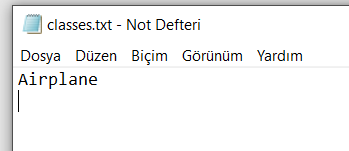 classes.txt - Not Defteri
Dosya Düzen Biçim Görünüm Yardım
Airplane